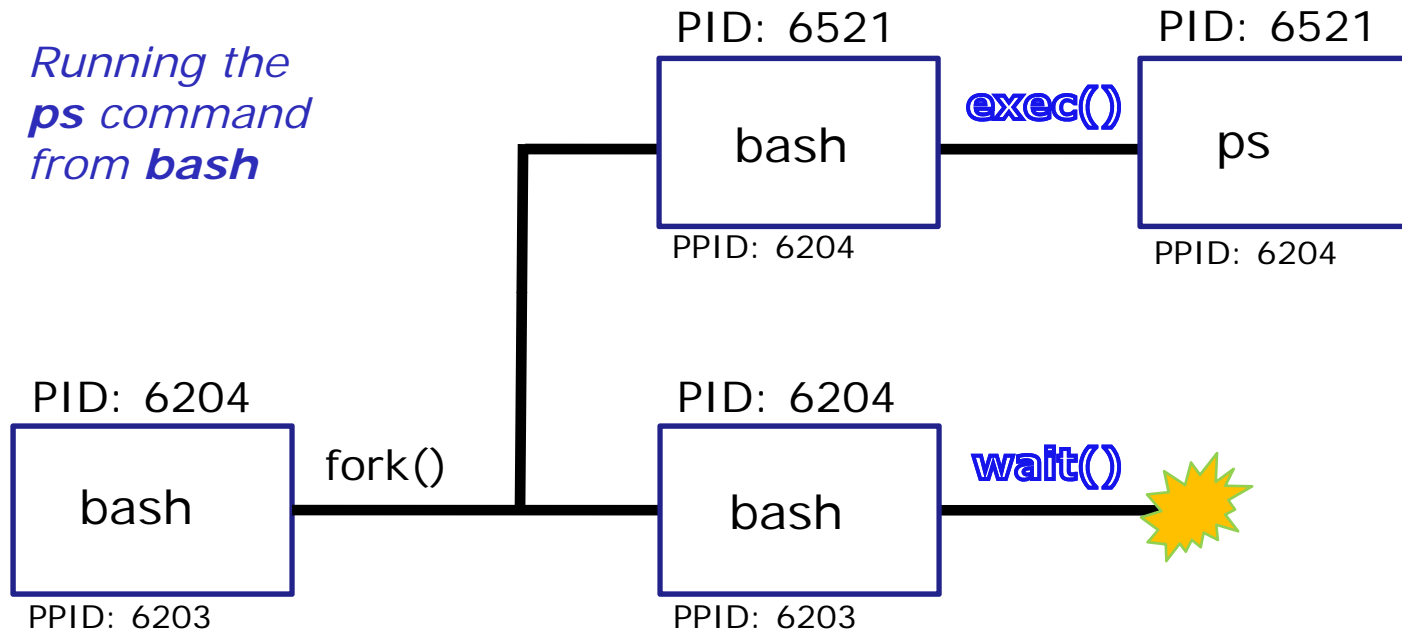 Running the
ps command
from bash
PID: 6521
bash
PPID: 6204
exec()
PID: 6521
ps
PPID: 6204
PID: 6204
bash
PPID: 6203
fork()
PID: 6204
bash
PPID: 6203
wait()